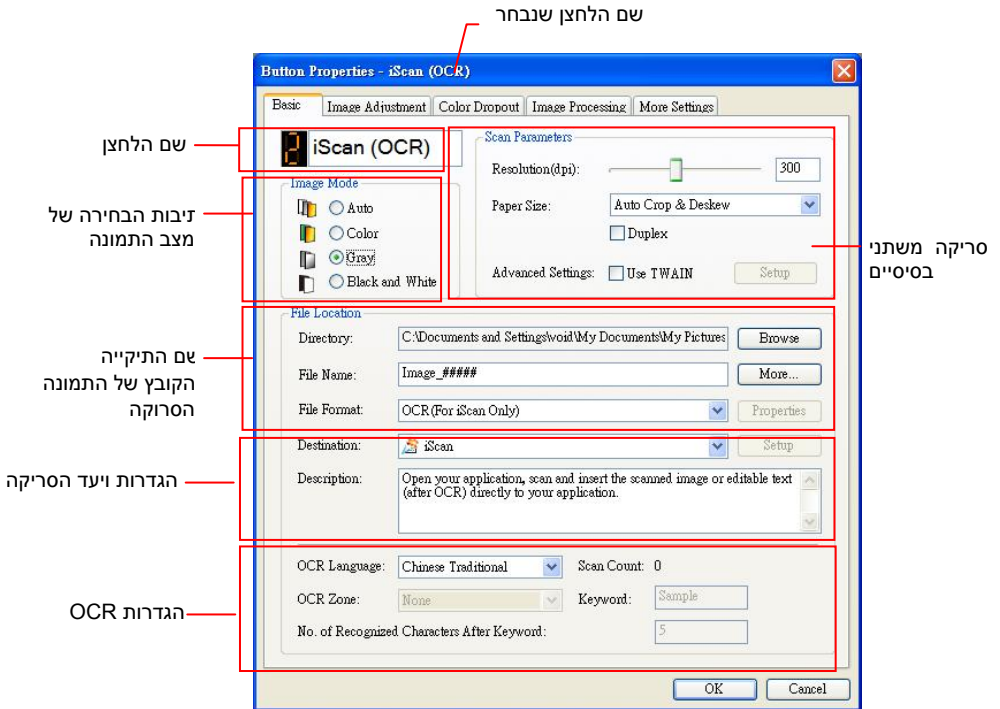 שם הלחצן שנבחר
Button Properties - iScan (OCR)
Basic Image Adjustment Color Dropout Image Processing More Settings
שם הלחצן
2 iScan (OCR)
Scan Parameters
Resolution(dpi): 300
Paper Size: Auto Crop & Deskew
Duplex
Advanced Settings: Use TWAIN Setup
סריקה משתני
בסיסיים
תיבות הבחירה של
מצב התמונה
Image Mode
Auto
Color
Gray
Black and White
שם התיקייה
הקובץ של התמונה
הסרוקה
File Location
Directory: C:\Documents and Settings\void\My Documents\My Pictures Browse
File Name: Image_##### More...
File Format: OCR(For iScan Only) Properties
הגדרות ויעד הסריקה
Destination: iScan Setup
Description: Open your application, scan and insert the scanned image or editable text
(after OCR) directly to your application.
הגדרות OCR
OCR Language: Chinese Traditional Scan Count: 0
OCR Zone: None Keyword: Sample
No. of Recognized Characters After Keyword: 5
OK Cancel